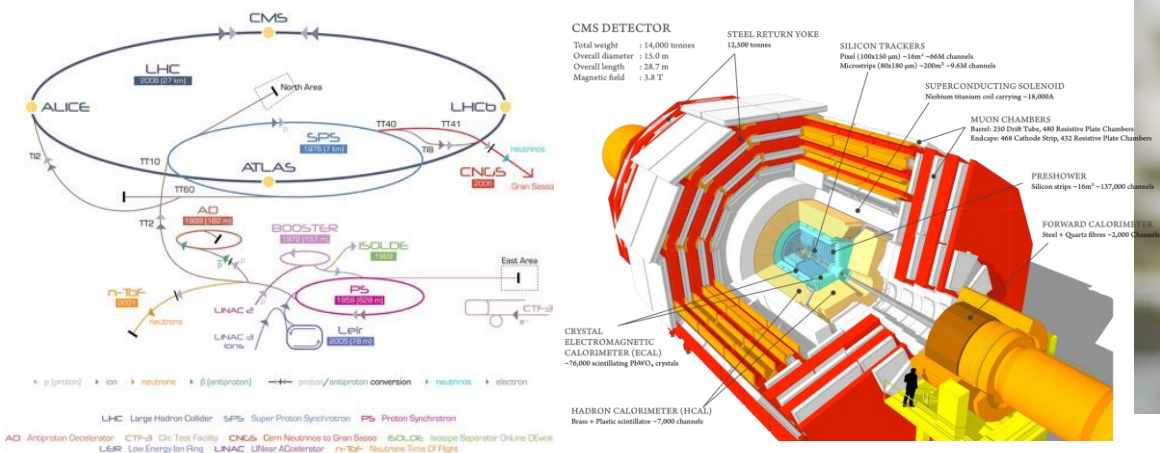 CMS
LHC
2008 (27 km)
North Area
ALICE
LHCb
TT40
TT41
SPS
1976 (7 km)
TI8
TI2
TT10
ATLAS
neutrinos
CNGS
2006
Gran Sasso
TT60
AD
1999 (182 m)
TT2
BOOSTER
1972 (157 m)
ISOLDE
1989
East Area
p
n-ToF
2001
neutrons
LINAC 2
PS
1959 (628 m)
CTF-3
e-
LINAC 3
Ions
Leir
2005 (78 m)
p (proton)
ion
neutrons
p̄ (antiproton)
proton/antiproton conversion
neutrinos
electron
LHC Large Hadron Collider SPS Super Proton Synchrotron PS Proton Synchrotron
AD Antiproton Decelerator CTF-3 Clic Test Facility CNGS Cern Neutrinos to Gran Sasso ISOLDE Isotope Separator OnLine DEvice
LEIR Low Energy Ion Ring LINAC LINear ACcelerator n-ToF Neutrons Time Of Flight
CMS DETECTOR
Total weight : 14,000 tonnes
Overall diameter : 15.0 m
Overall length : 28.7 m
Magnetic field : 3.8 T
STEEL RETURN YOKE
12,500 tonnes
SILICON TRACKERS
Pixel (100x150 μm) ~16m² ~66M channels
Microstrips (80x180 μm) ~200m² ~9.6M channels
SUPERCONDUCTING SOLENOID
Niobium titanium coil carrying ~18,000A
MUON CHAMBERS
Barrel: 250 Drift Tube, 480 Resistive Plate Chambers
Endcaps: 468 Cathode Strip, 432 Resistive Plate Chambers
PRESHOWER
Silicon strips ~16m² ~137,000 channels
FORWARD CALORIMETER
Steel + Quartz fibres ~2,000 Channels
CRYSTAL
ELECTROMAGNETIC
CALORIMETER (ECAL)
~76,000 scintillating PbWO₄ crystals
HADRON CALORIMETER (HCAL)
Brass + Plastic scintillator ~7,000 channels